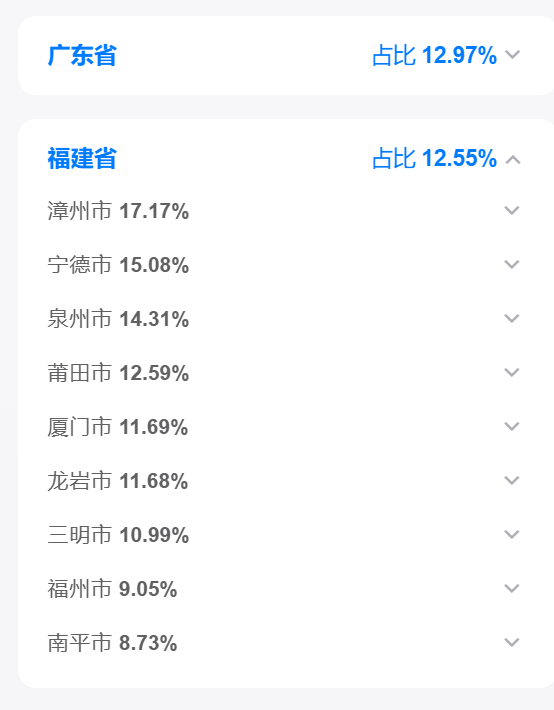 广东省 占比 12.97%
福建省 占比 12.55%
漳州市 17.17%
宁德市 15.08%
泉州市 14.31%
莆田市 12.59%
厦门市 11.69%
龙岩市 11.68%
三明市 10.99%
福州市 9.05%
南平市 8.73%